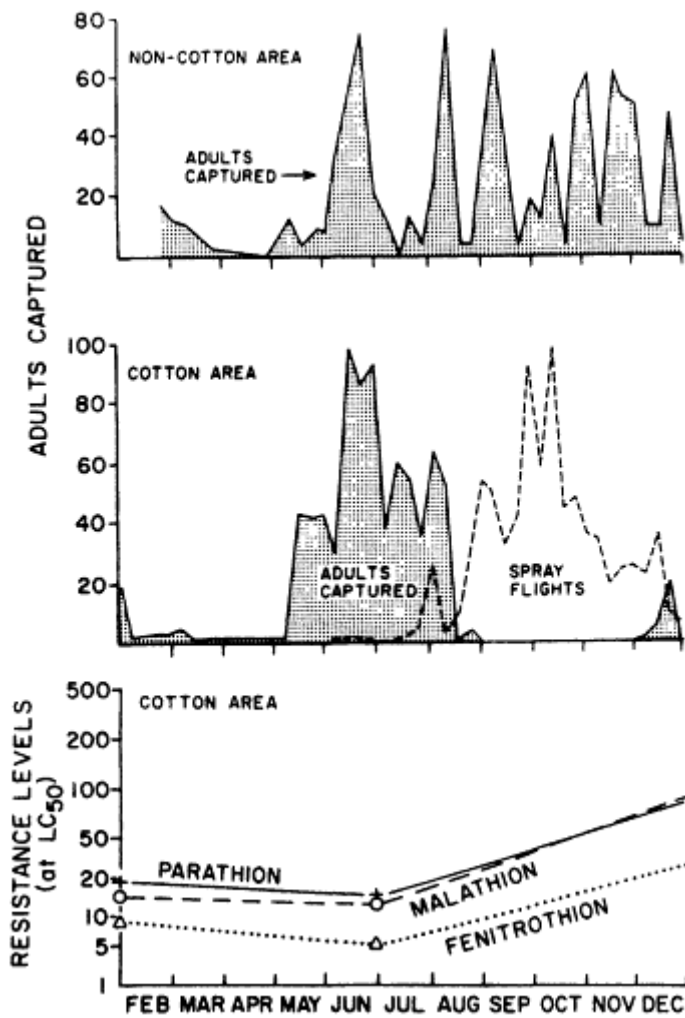 80
NON-COTTON AREA
60
40
ADULTS
CAPTURED
20
ADULTS CAPTURED
100
COTTON AREA
80
60
40
ADULTS
CAPTURED
SPRAY
FLIGHTS
20
500
COTTON AREA
200
100
50
20
10
5
1
RESISTANCE LEVELS
(at LC50)
PARATHION
MALATHION
FENITROTHION
FEB MAR APR MAY JUN JUL AUG SEP OCT NOV DEC